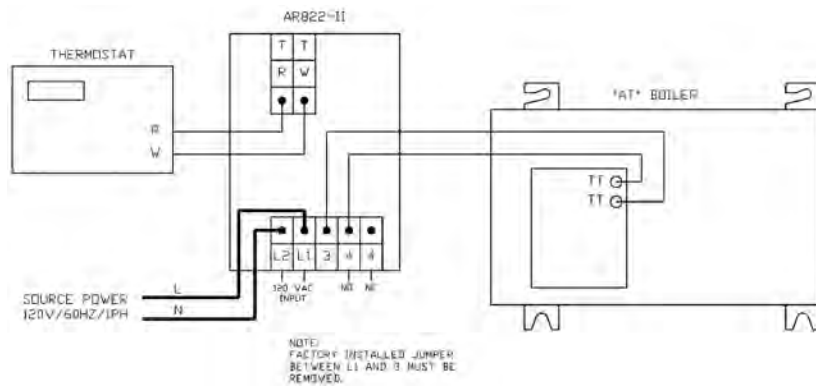 AR822-II
THERMOSTAT
T T
R W
R
W
"AT" BOILER
TT
TT
L2 L1 3 4 4
120 VAC
INPUT
NO NC
L
SOURCE POWER
120V/60HZ/1PH
N
NOTE:
FACTORY INSTALLED JUMPER
BETWEEN L1 AND 3 MUST BE
REMOVED.